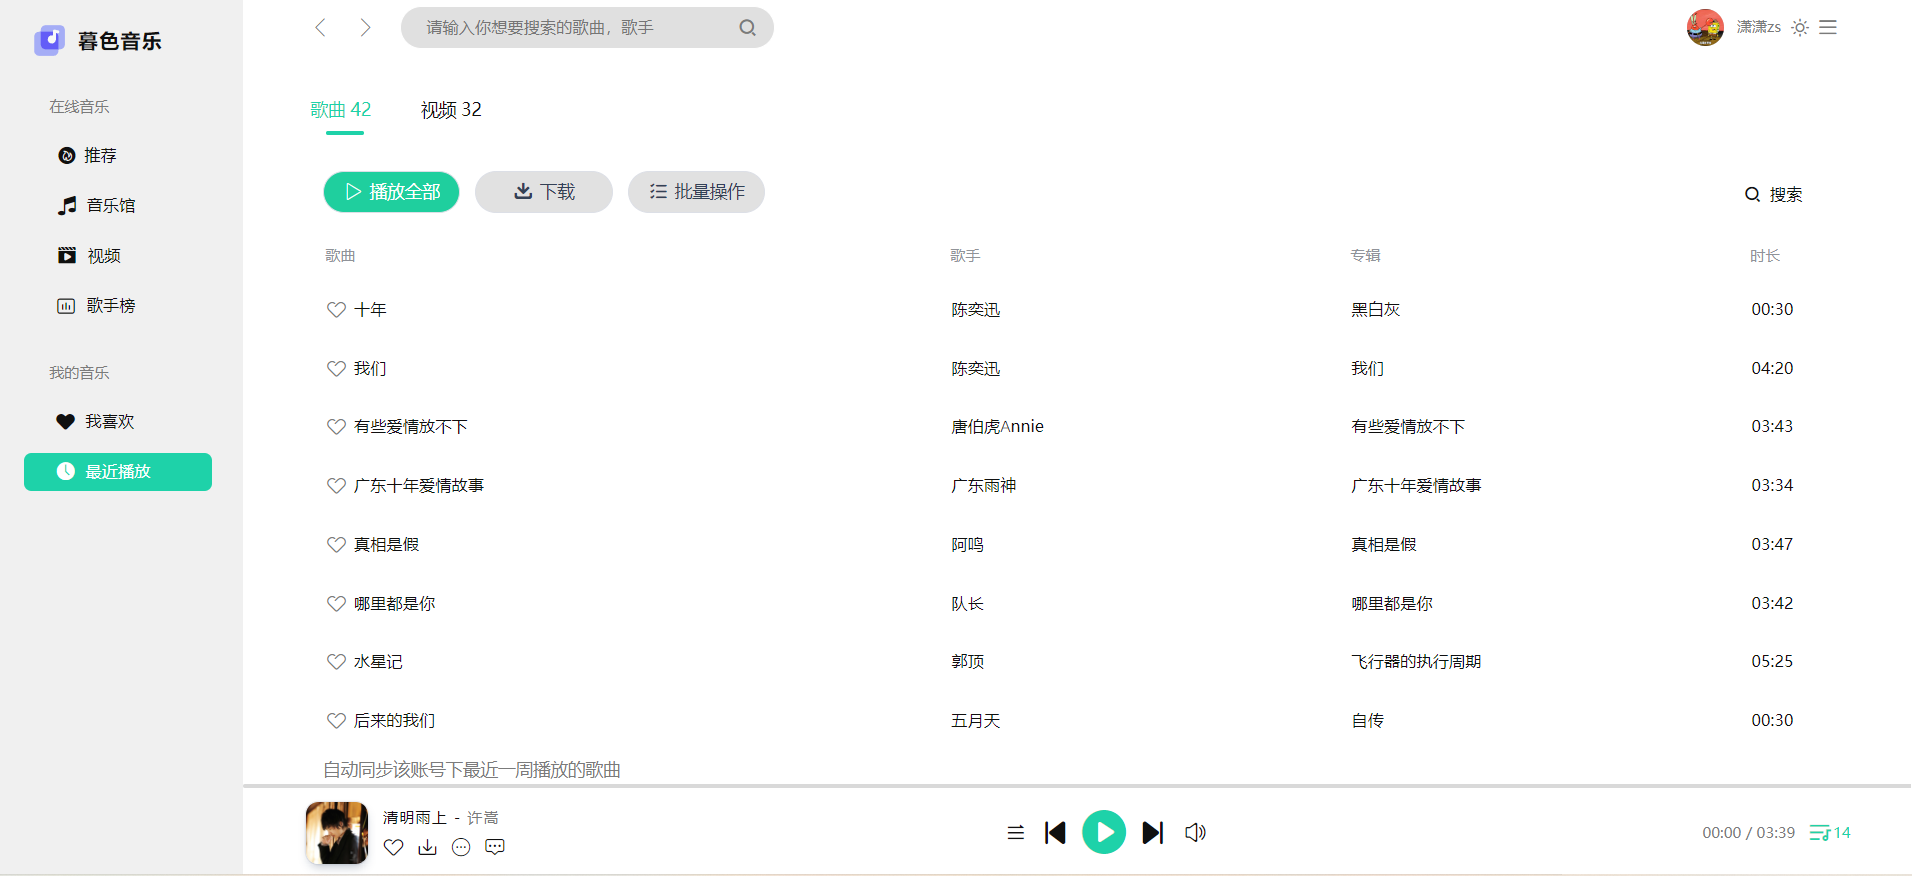 暮色音乐
请输入你想要搜索的歌曲，歌手
潇潇zs
在线音乐
推荐
音乐馆
视频
歌手榜
我的音乐
我喜欢
最近播放
歌曲 42 视频 32
播放全部 下载 批量操作 搜索
歌曲 歌手 专辑 时长
十年 陈奕迅 黑白灰 00:30
我们 陈奕迅 我们 04:20
有些爱情放不下 唐伯虎Annie 有些爱情放不下 03:43
广东十年爱情故事 广东雨神 广东十年爱情故事 03:34
真相是假 阿鸣 真相是假 03:47
哪里都是你 队长 哪里都是你 03:42
水星记 郭顶 飞行器的执行周期 05:25
后来的我们 五月天 自传 00:30
自动同步该账号下最近一周播放的歌曲
清明雨上 - 许嵩
00:00 / 03:39 14